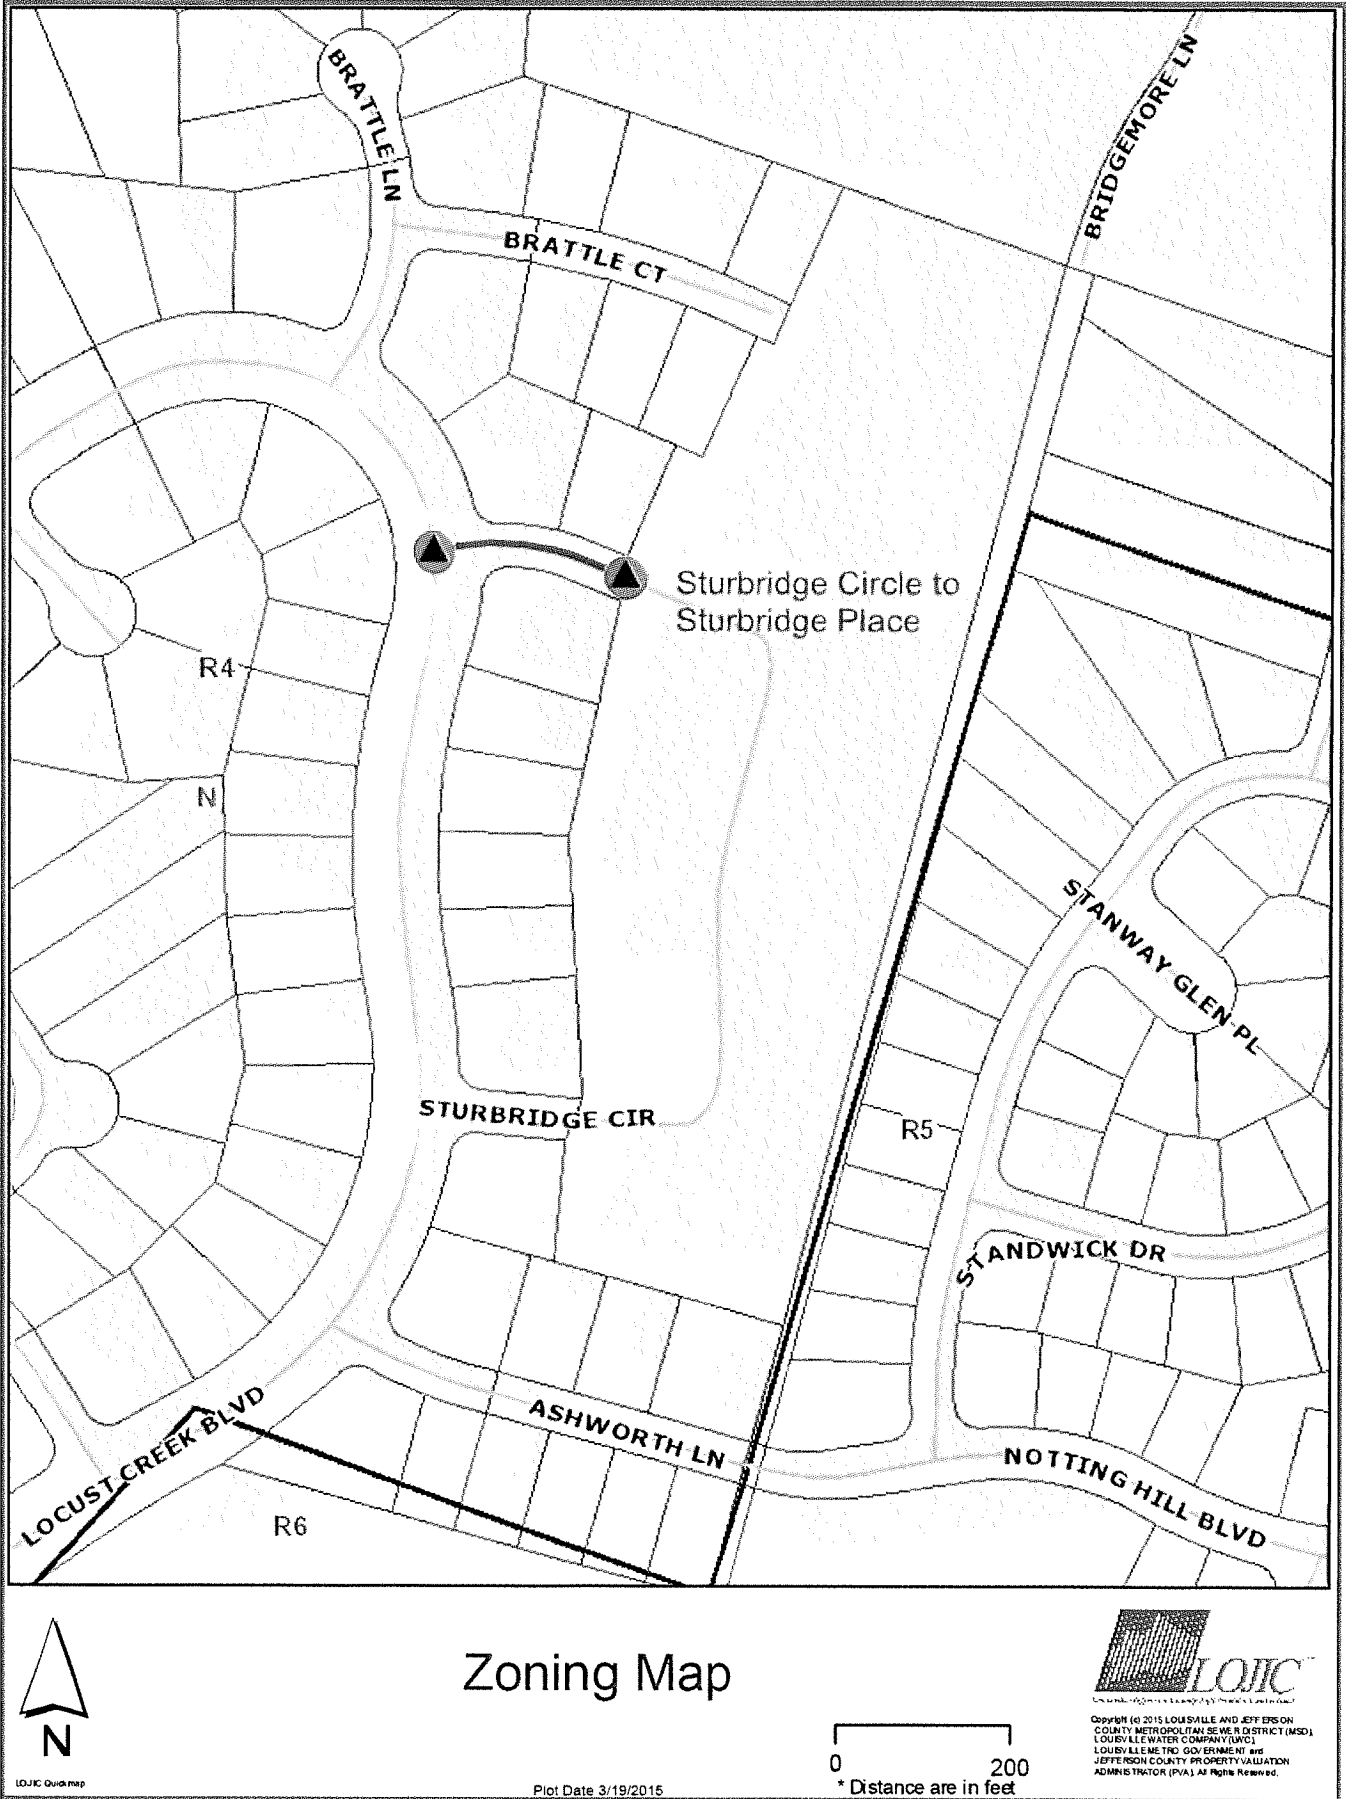 BRATTLE LN
BRIDGEMORE LN
BRATTLE CT
Sturbridge Circle to
Sturbridge Place
R4
N
STANWAY GLEN PL
STURBRIDGE CIR
R5
STANDWICK DR
LOCUST CREEK BLVD
ASHWORTH LN
NOTTING HILL BLVD
R6
N
LOJIC Quickmap
Zoning Map
Plot Date 3/19/2015
0 200
* Distance are in feet
LOJIC
Copyright (c) 2015 LOUISVILLE AND JEFFERSON
COUNTY METROPOLITAN SEWER DISTRICT (MSD),
LOUISVILLE WATER COMPANY (LWC),
LOUISVILLE METRO GOVERNMENT and
JEFFERSON COUNTY PROPERTY VALUATION
ADMINISTRATOR (PVA). All Rights Reserved.